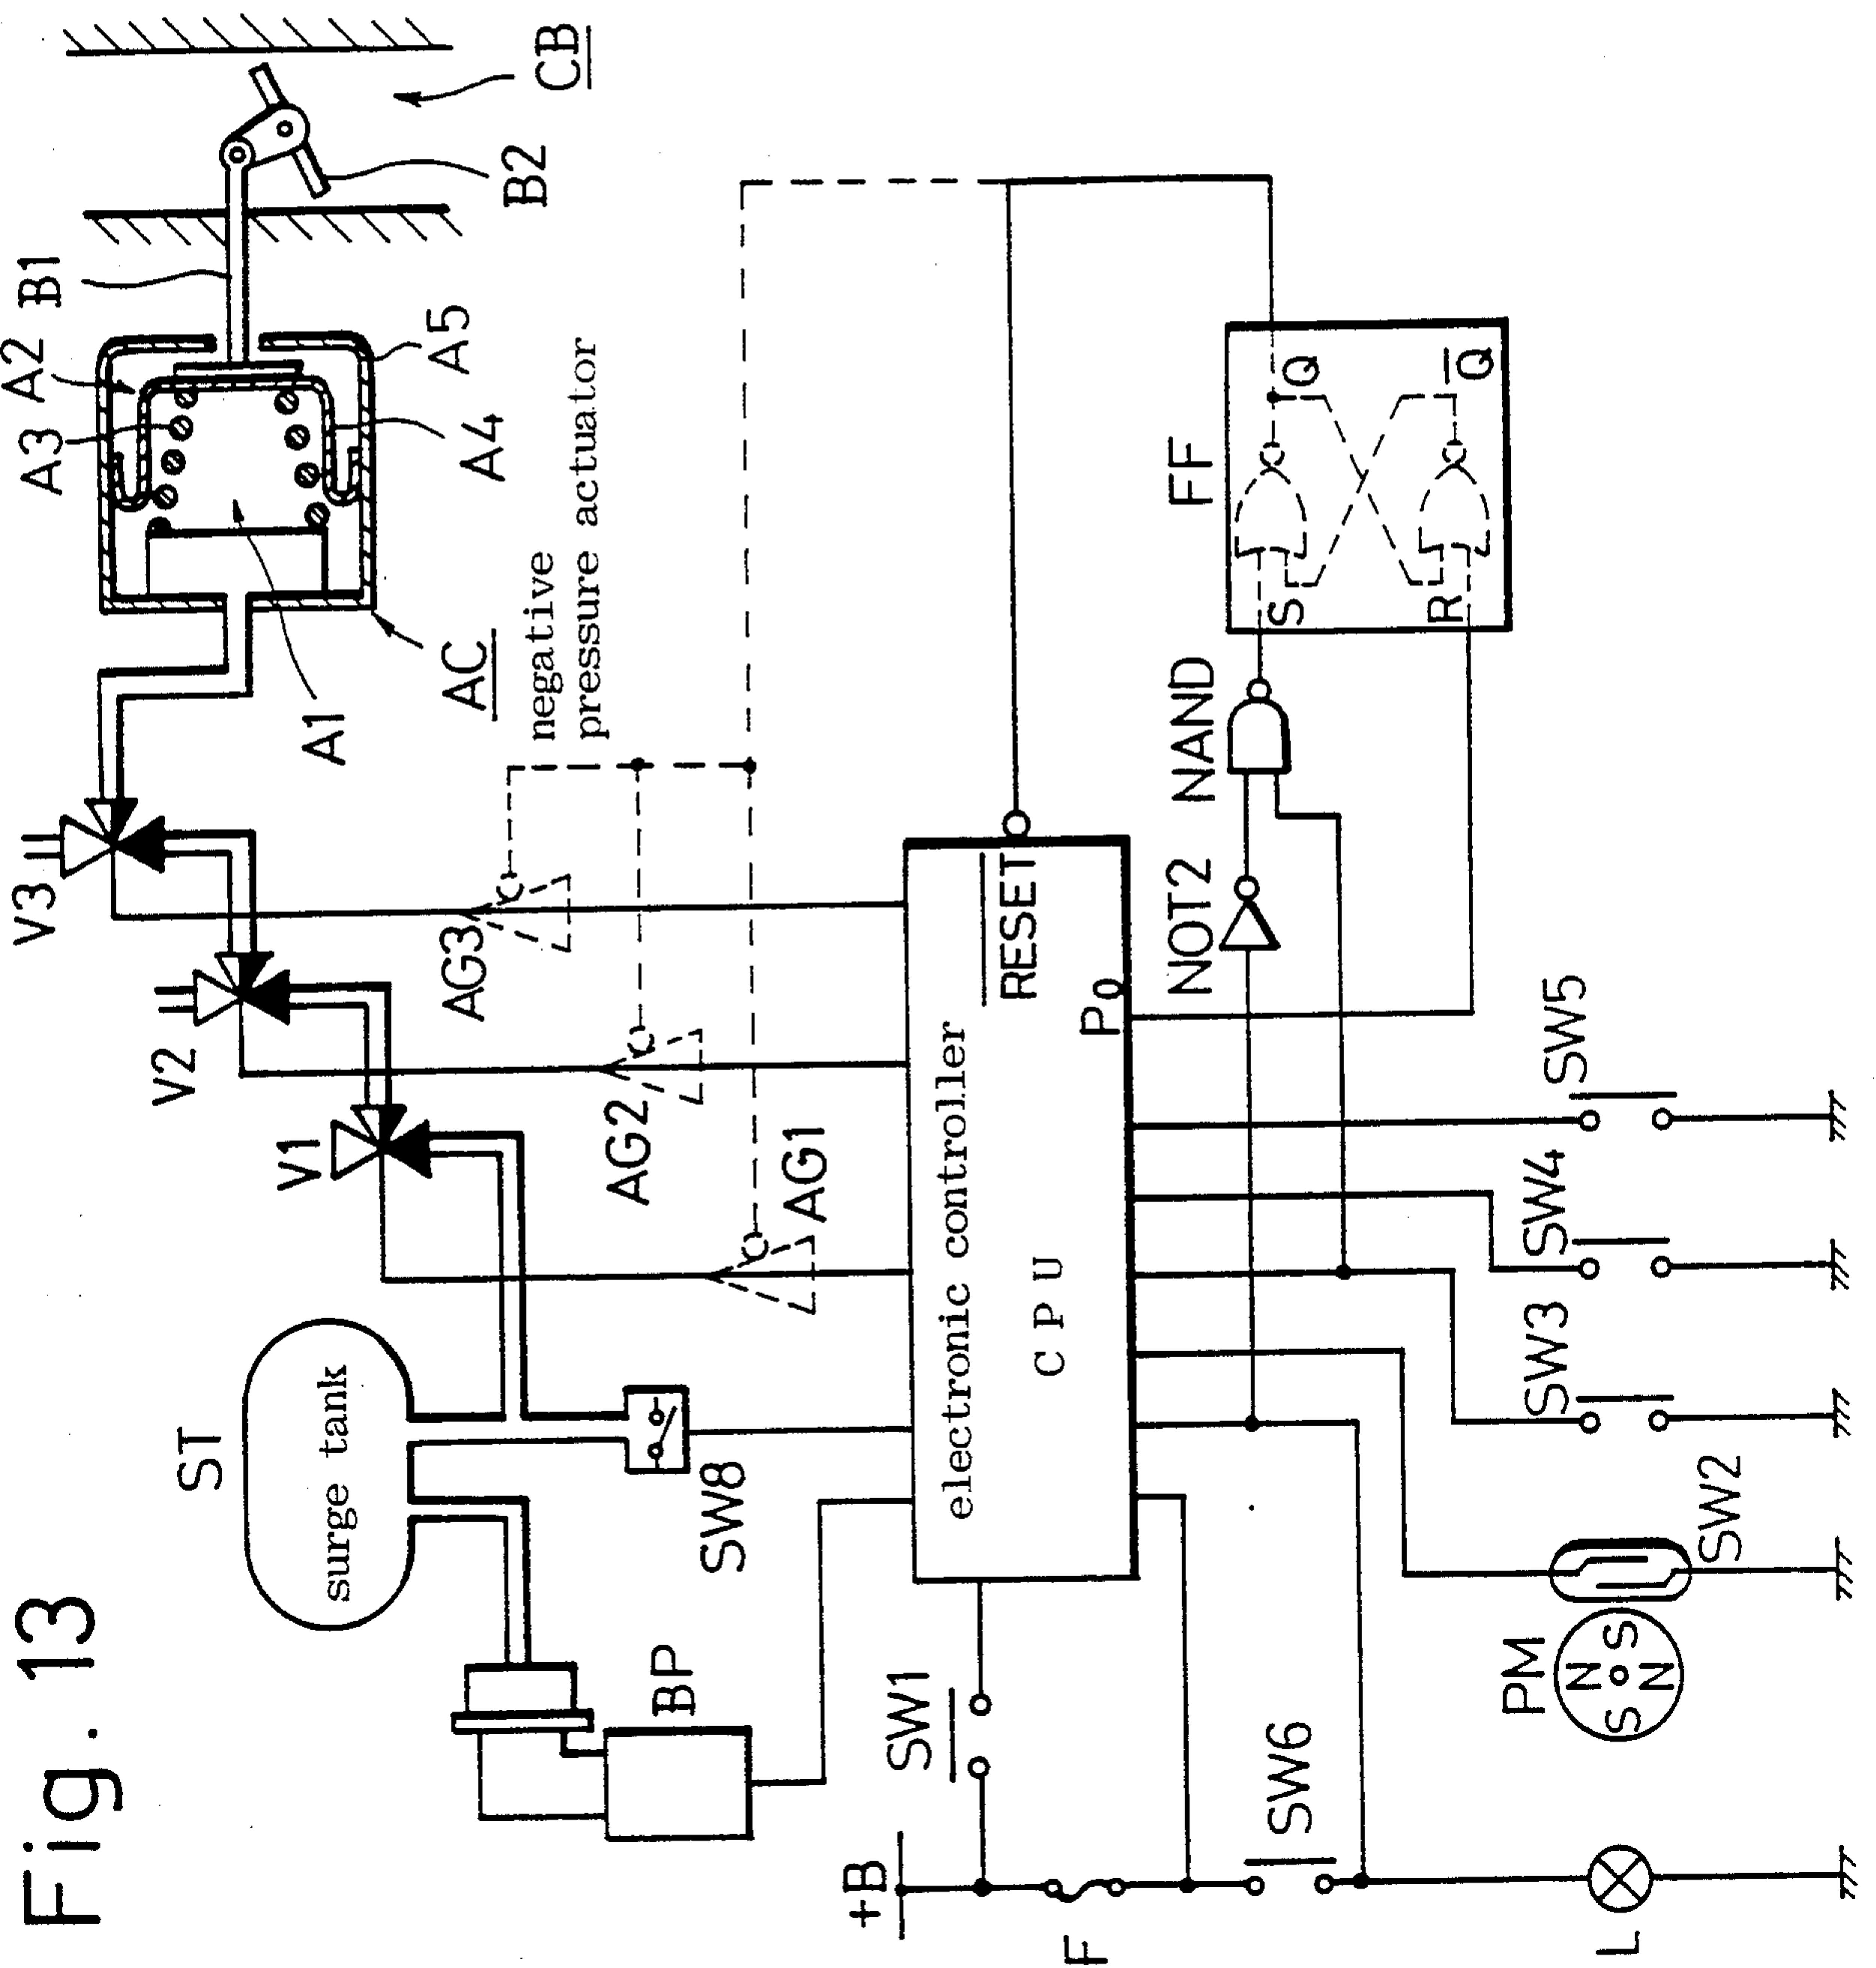 Fig. 13
ST
surge tank
BP
SW8
V1
V2
V3
AG1
AG2
AG3
negative
pressure actuator
A1
A2
A3
A4
A5
AC
B1
B2
CB
electronic controller
CPU
RESET
P0
+B
F
SW1
SW6
L
PM
N
S
S
N
SW2
SW3
SW4
SW5
NOT2
NAND
FF
S
R
Q
Q